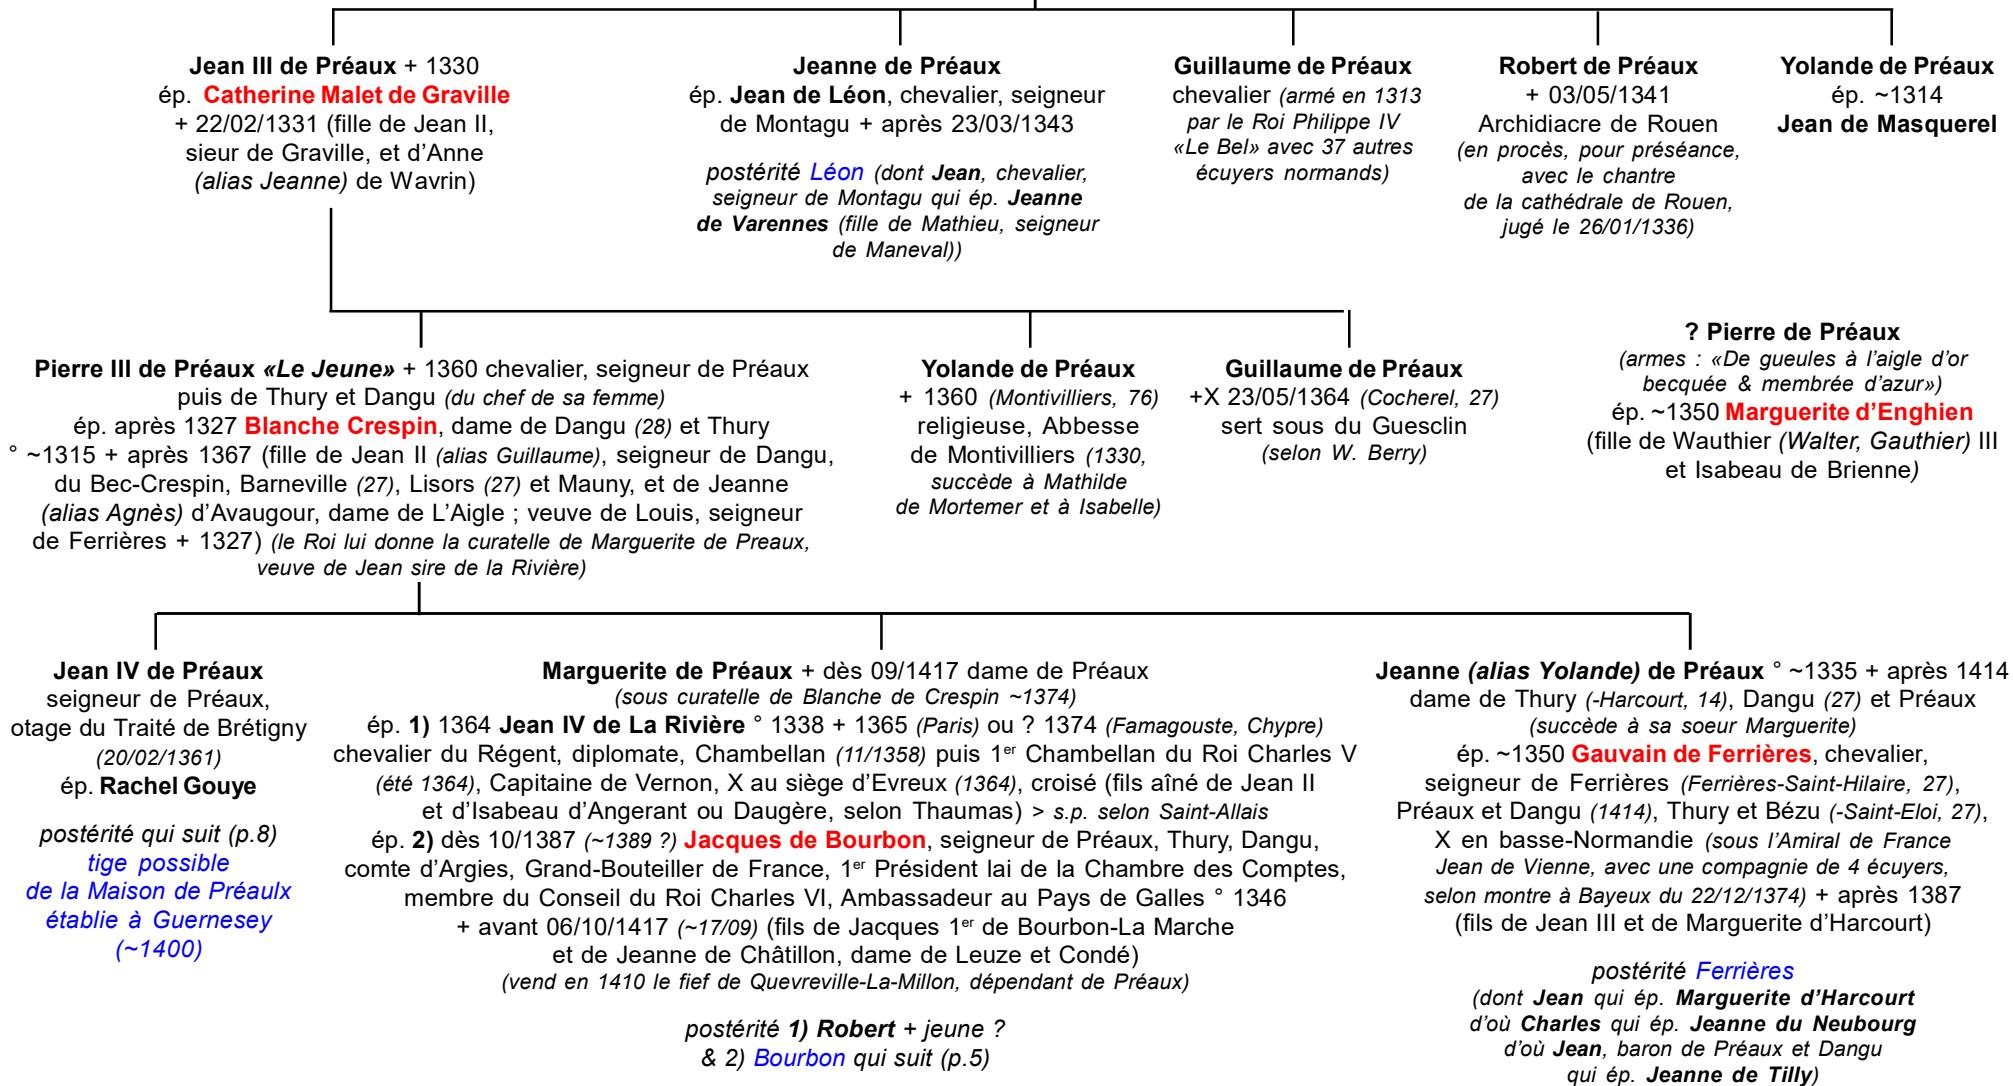 Jean III de Préaux + 1330
ép. Catherine Malet de Graville
+ 22/02/1331 (fille de Jean II,
sieur de Graville, et d'Anne
(alias Jeanne) de Wavrin)
Jeanne de Préaux
ép. Jean de Léon, chevalier, seigneur
de Montagu + après 23/03/1343
postérité Léon (dont Jean, chevalier,
seigneur de Montagu qui ép. Jeanne
de Varennes (fille de Mathieu, seigneur
de Maneval))
Guillaume de Préaux
chevalier (armé en 1313
par le Roi Philippe IV
«Le Bel» avec 37 autres
écuyers normands)
Robert de Préaux
+ 03/05/1341
Archidiacre de Rouen
(en procès, pour préséance,
avec le chantre
de la cathédrale de Rouen,
jugé le 26/01/1336)
Yolande de Préaux
ép. ~1314
Jean de Masquerel
Pierre III de Préaux «Le Jeune» + 1360 chevalier, seigneur de Préaux
puis de Thury et Dangu (du chef de sa femme)
ép. après 1327 Blanche Crespin, dame de Dangu (28) et Thury
° ~1315 + après 1367 (fille de Jean II (alias Guillaume), seigneur de Dangu,
du Bec-Crespin, Barneville (27), Lisors (27) et Mauny, et de Jeanne
(alias Agnès) d'Avaugour, dame de L'Aigle ; veuve de Louis, seigneur
de Ferrières + 1327) (le Roi lui donne la curatelle de Marguerite de Preaux,
veuve de Jean sire de la Rivière)
Yolande de Préaux
+ 1360 (Montivilliers, 76)
religieuse, Abbesse
de Montivilliers (1330,
succède à Mathilde
de Mortemer et à Isabelle)
Guillaume de Préaux
+X 23/05/1364 (Cocherel, 27)
sert sous du Guesclin
(selon W. Berry)
? Pierre de Préaux
(armes : «De gueules à l'aigle d'or
becquée & membrée d'azur»)
ép. ~1350 Marguerite d'Enghien
(fille de Wauthier (Walter, Gauthier) III
et Isabeau de Brienne)
Jean IV de Préaux
seigneur de Préaux,
otage du Traité de Brétigny
(20/02/1361)
ép. Rachel Gouye
postérité qui suit (p.8)
tige possible
de la Maison de Préaulx
établie à Guernesey
(~1400)
Marguerite de Préaux + dès 09/1417 dame de Préaux
(sous curatelle de Blanche de Crespin ~1374)
ép. 1) 1364 Jean IV de La Rivière ° 1338 + 1365 (Paris) ou ? 1374 (Famagouste, Chypre)
chevalier du Régent, diplomate, Chambellan (11/1358) puis 1er Chambellan du Roi Charles V
(été 1364), Capitaine de Vernon, X au siège d'Evreux (1364), croisé (fils aîné de Jean II
et d'Isabeau d'Angerant ou Daugère, selon Thaumas) > s.p. selon Saint-Allais
ép. 2) dès 10/1387 (~1389 ?) Jacques de Bourbon, seigneur de Préaux, Thury, Dangu,
comte d'Argies, Grand-Bouteiller de France, 1er Président lai de la Chambre des Comptes,
membre du Conseil du Roi Charles VI, Ambassadeur au Pays de Galles ° 1346
+ avant 06/10/1417 (~17/09) (fils de Jacques 1er de Bourbon-La Marche
et de Jeanne de Châtillon, dame de Leuze et Condé)
(vend en 1410 le fief de Quevreville-La-Millon, dépendant de Préaux)
postérité 1) Robert + jeune ?
& 2) Bourbon qui suit (p.5)
Jeanne (alias Yolande) de Préaux ° ~1335 + après 1414
dame de Thury (-Harcourt, 14), Dangu (27) et Préaux
(succède à sa soeur Marguerite)
ép. ~1350 Gauvain de Ferrières, chevalier,
seigneur de Ferrières (Ferrières-Saint-Hilaire, 27),
Préaux et Dangu (1414), Thury et Bézu (-Saint-Eloi, 27),
X en basse-Normandie (sous l'Amiral de France
Jean de Vienne, avec une compagnie de 4 écuyers,
selon montre à Bayeux du 22/12/1374) + après 1387
(fils de Jean III et de Marguerite d'Harcourt)
postérité Ferrières
(dont Jean qui ép. Marguerite d'Harcourt
d'où Charles qui ép. Jeanne du Neubourg
d'où Jean, baron de Préaux et Dangu
qui ép. Jeanne de Tilly)